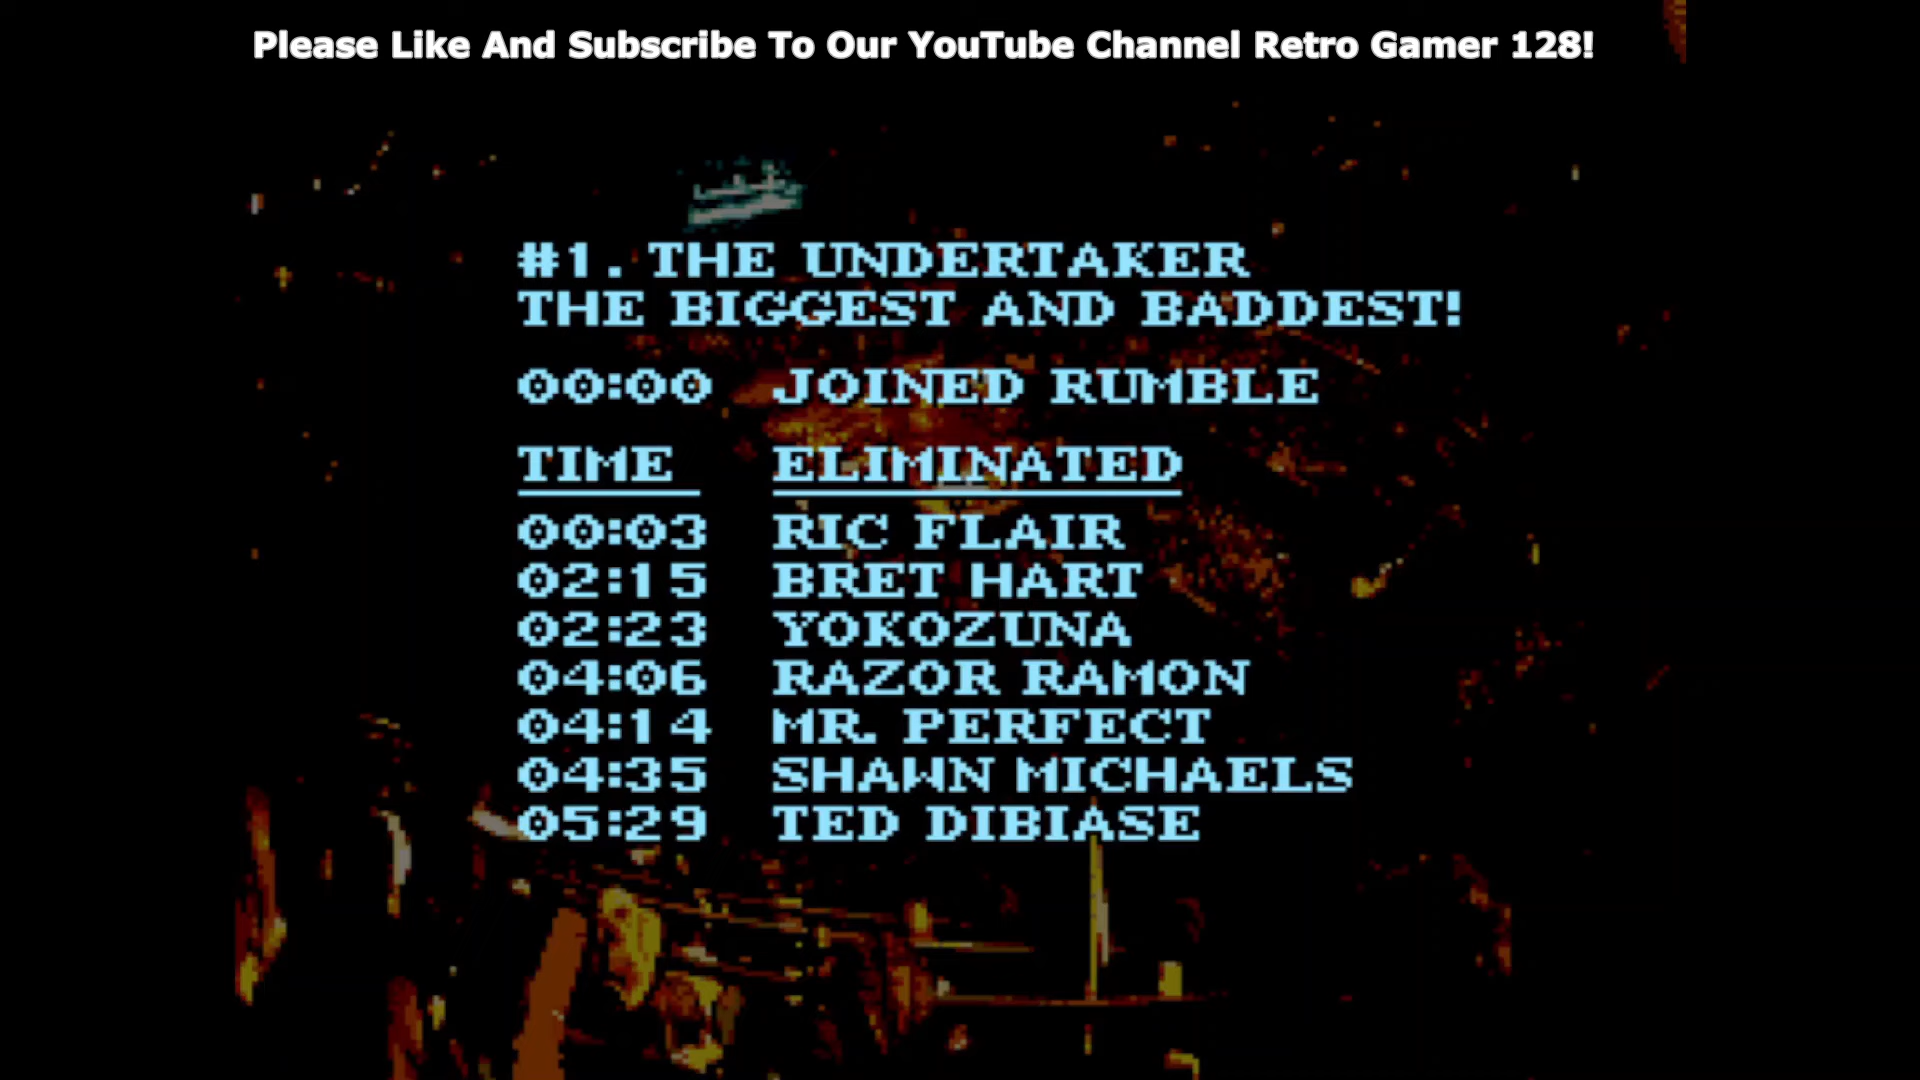 Please Like And Subscribe To Our YouTube Channel Retro Gamer 128!
#1. THE UNDERTAKER
THE BIGGEST AND BADDEST!
00:00 JOINED RUMBLE
TIME ELIMINATED
00:03 RIC FLAIR
02:15 BRET HART
02:23 YOKOZUNA
04:06 RAZOR RAMON
04:14 MR. PERFECT
04:35 SHAWN MICHAELS
05:29 TED DIBIASE